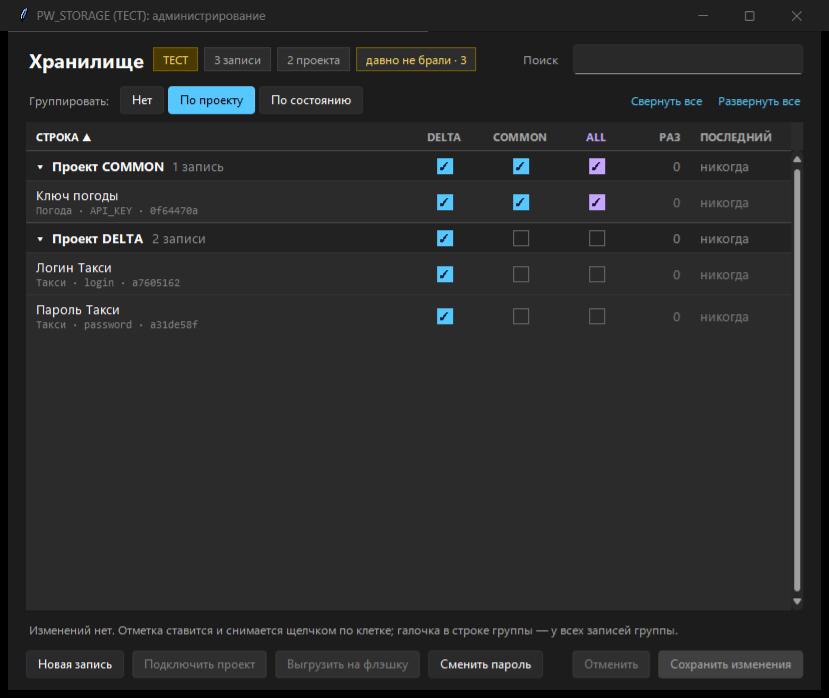 PW_STORAGE (ТЕСТ): администрирование
Хранилище ТЕСТ 3 записи 2 проекта давно не брали · 3 Поиск
Группировать: Нет По проекту По состоянию Свернуть все Развернуть все
СТРОКА ▲ DELTA COMMON ALL РАЗ ПОСЛЕДНИЙ
▾ Проект COMMON 1 запись ✓ ✓ ✓ 0 никогда
Ключ погоды ✓ ✓ ✓ 0 никогда
Погода · API_KEY · 0f64470a
▾ Проект DELTA 2 записи ✓ 0 никогда
Логин Такси ✓ 0 никогда
Такси · login · a7605162
Пароль Такси ✓ 0 никогда
Такси · password · a31de58f
Изменений нет. Отметка ставится и снимается щелчком по клетке; галочка в строке группы — у всех записей группы.
Новая запись Подключить проект Выгрузить на флэшку Сменить пароль Отменить Сохранить изменения